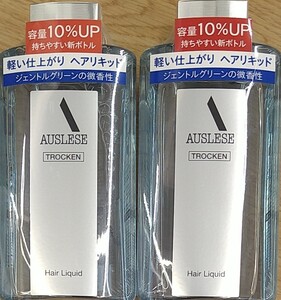 容量10%UP
持ちやすい新ボトル
軽い仕上がり ヘアリキッド
ジェントルグリーンの微香性
AUSLESE
TROCKEN
Hair Liquid
容量10%UP
持ちやすい新ボトル
軽い仕上がり ヘアリキッド
ジェントルグリーンの微香性
AUSLESE
TROCKEN
Hair Liquid